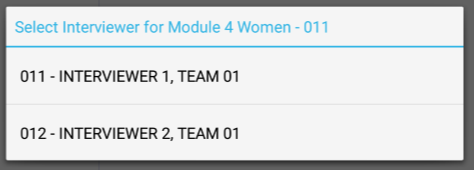 Select Interviewer for Module 4 Women - 011
011 - INTERVIEWER 1, TEAM 01
012 - INTERVIEWER 2, TEAM 01